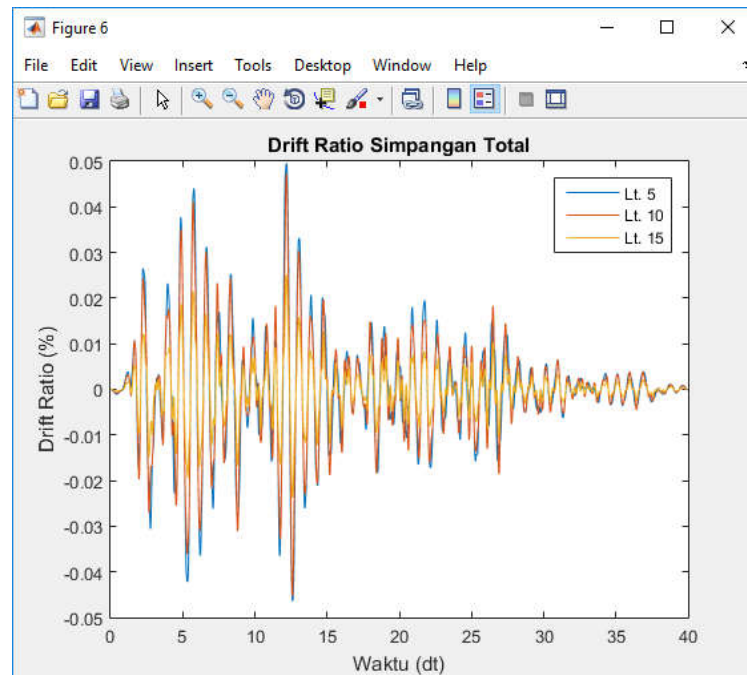 Figure 6
File Edit View Insert Tools Desktop Window Help
Drift Ratio Simpangan Total
Lt. 5
Lt. 10
Lt. 15
Drift Ratio (%)
0.05
0.04
0.03
0.02
0.01
0
-0.01
-0.02
-0.03
-0.04
-0.05
0 5 10 15 20 25 30 35 40
Waktu (dt)